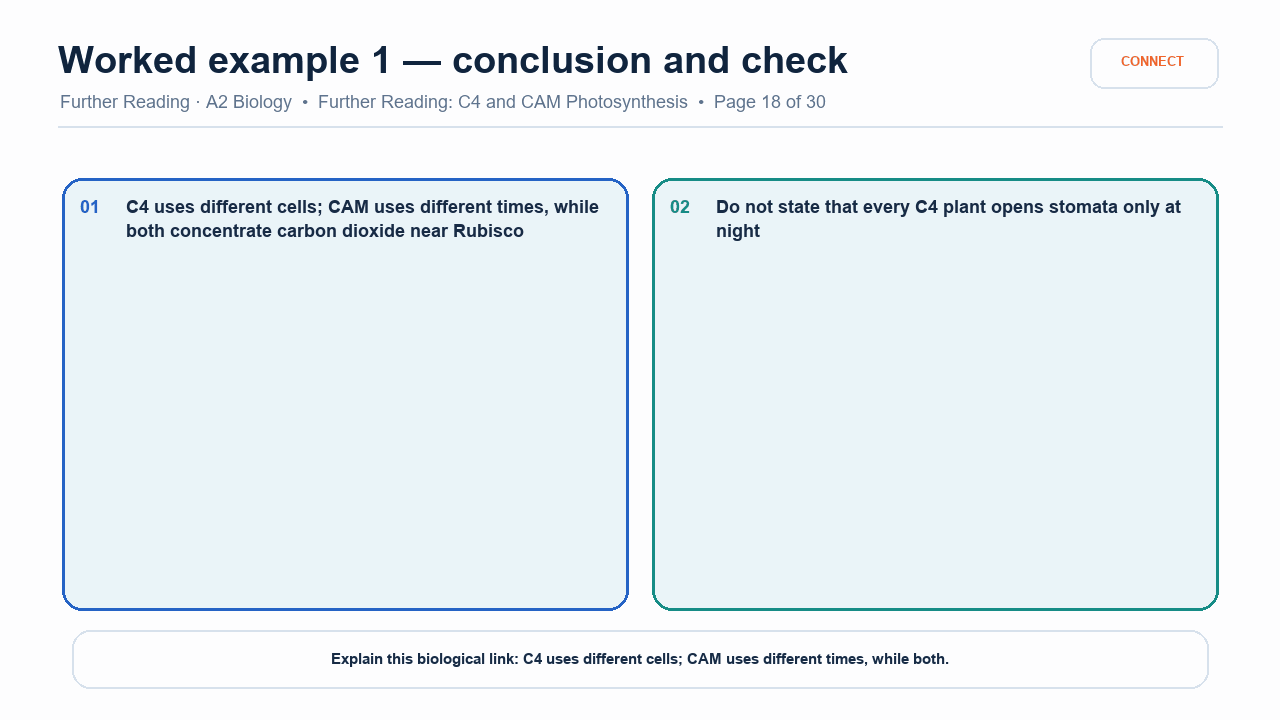 Worked example 1 — conclusion and check
CONNECT
Further Reading · A2 Biology • Further Reading: C4 and CAM Photosynthesis • Page 18 of 30
01
C4 uses different cells; CAM uses different times, while
both concentrate carbon dioxide near Rubisco
02
Do not state that every C4 plant opens stomata only at
night
Explain this biological link: C4 uses different cells; CAM uses different times, while both.